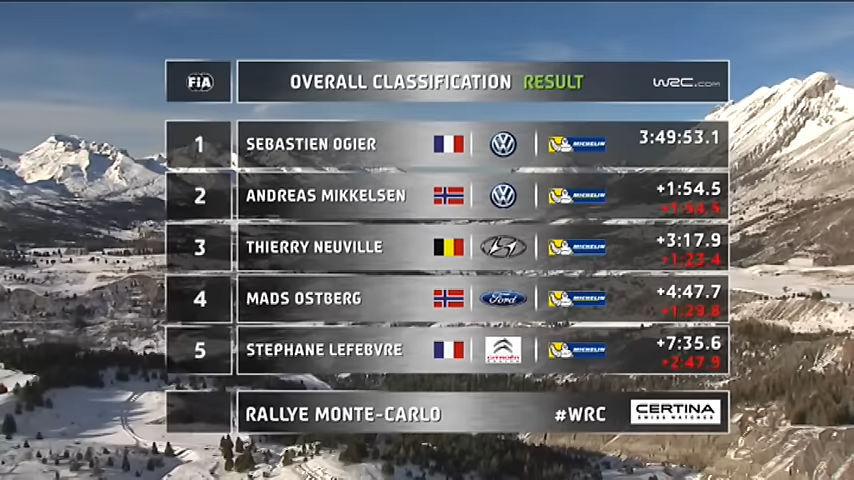 FIA OVERALL CLASSIFICATION RESULT WRC.COM
1 SEBASTIEN OGIER MICHELIN 3:49:53.1
2 ANDREAS MIKKELSEN MICHELIN +1:54.5
+1:54.5
3 THIERRY NEUVILLE MICHELIN +3:17.9
+1:23.4
4 MADS OSTBERG Ford MICHELIN +4:47.7
+1:29.8
5 STEPHANE LEFEBVRE CITROËN MICHELIN +7:35.6
+2:47.9
RALLYE MONTE-CARLO #WRC CERTINA
SWISS WATCHES